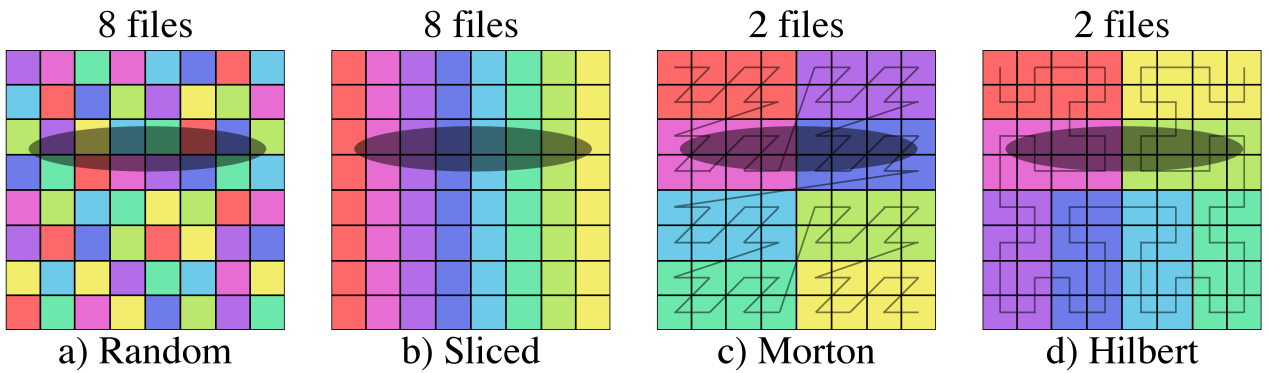 8 files
8 files
2 files
2 files
a) Random
b) Sliced
c) Morton
d) Hilbert